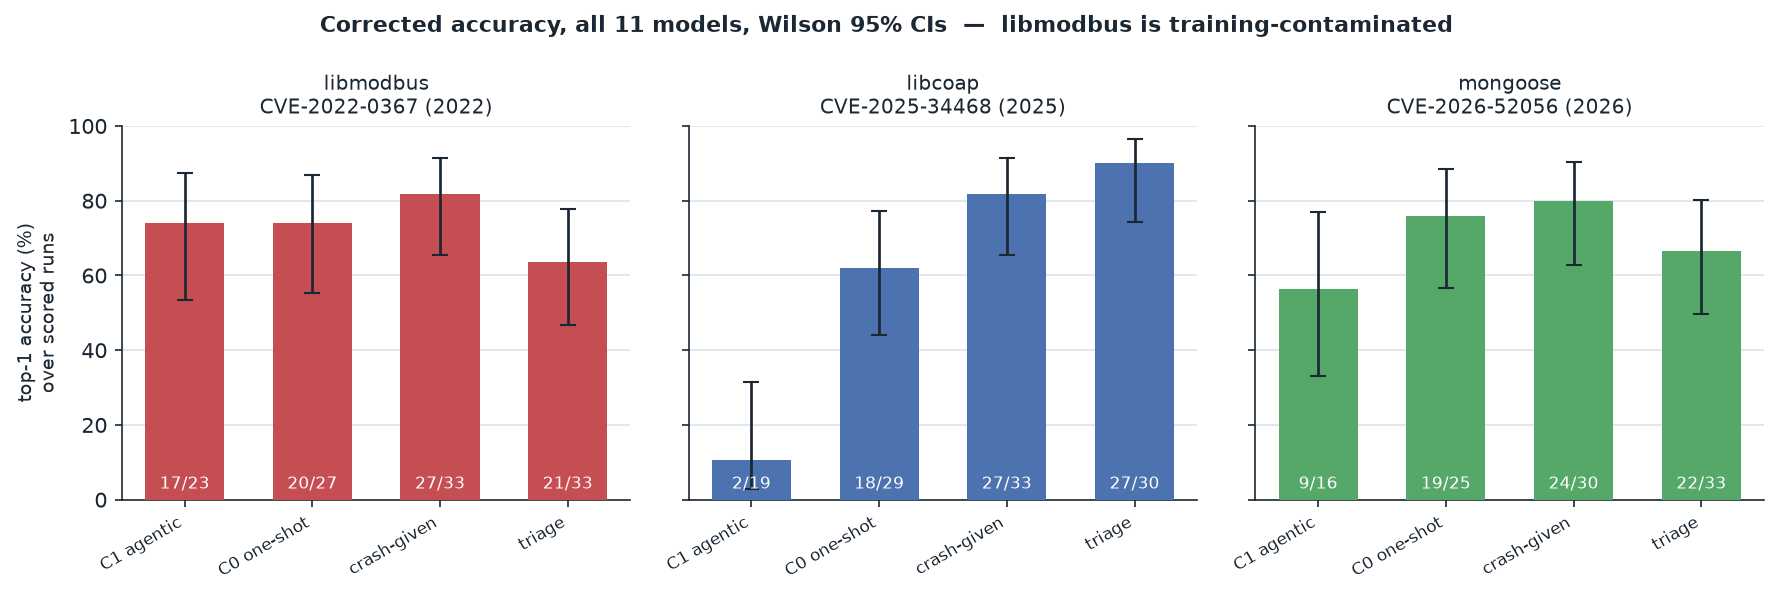 Corrected accuracy, all 11 models, Wilson 95% CIs — libmodbus is training-contaminated
libmodbus
CVE-2022-0367 (2022)
libcoap
CVE-2025-34468 (2025)
mongoose
CVE-2026-52056 (2026)
top-1 accuracy (%)
over scored runs
100
80
60
40
20
0
17/23
20/27
27/33
21/33
2/19
18/29
27/33
27/30
9/16
19/25
24/30
22/33
C1 agentic
C0 one-shot
crash-given
triage
C1 agentic
C0 one-shot
crash-given
triage
C1 agentic
C0 one-shot
crash-given
triage